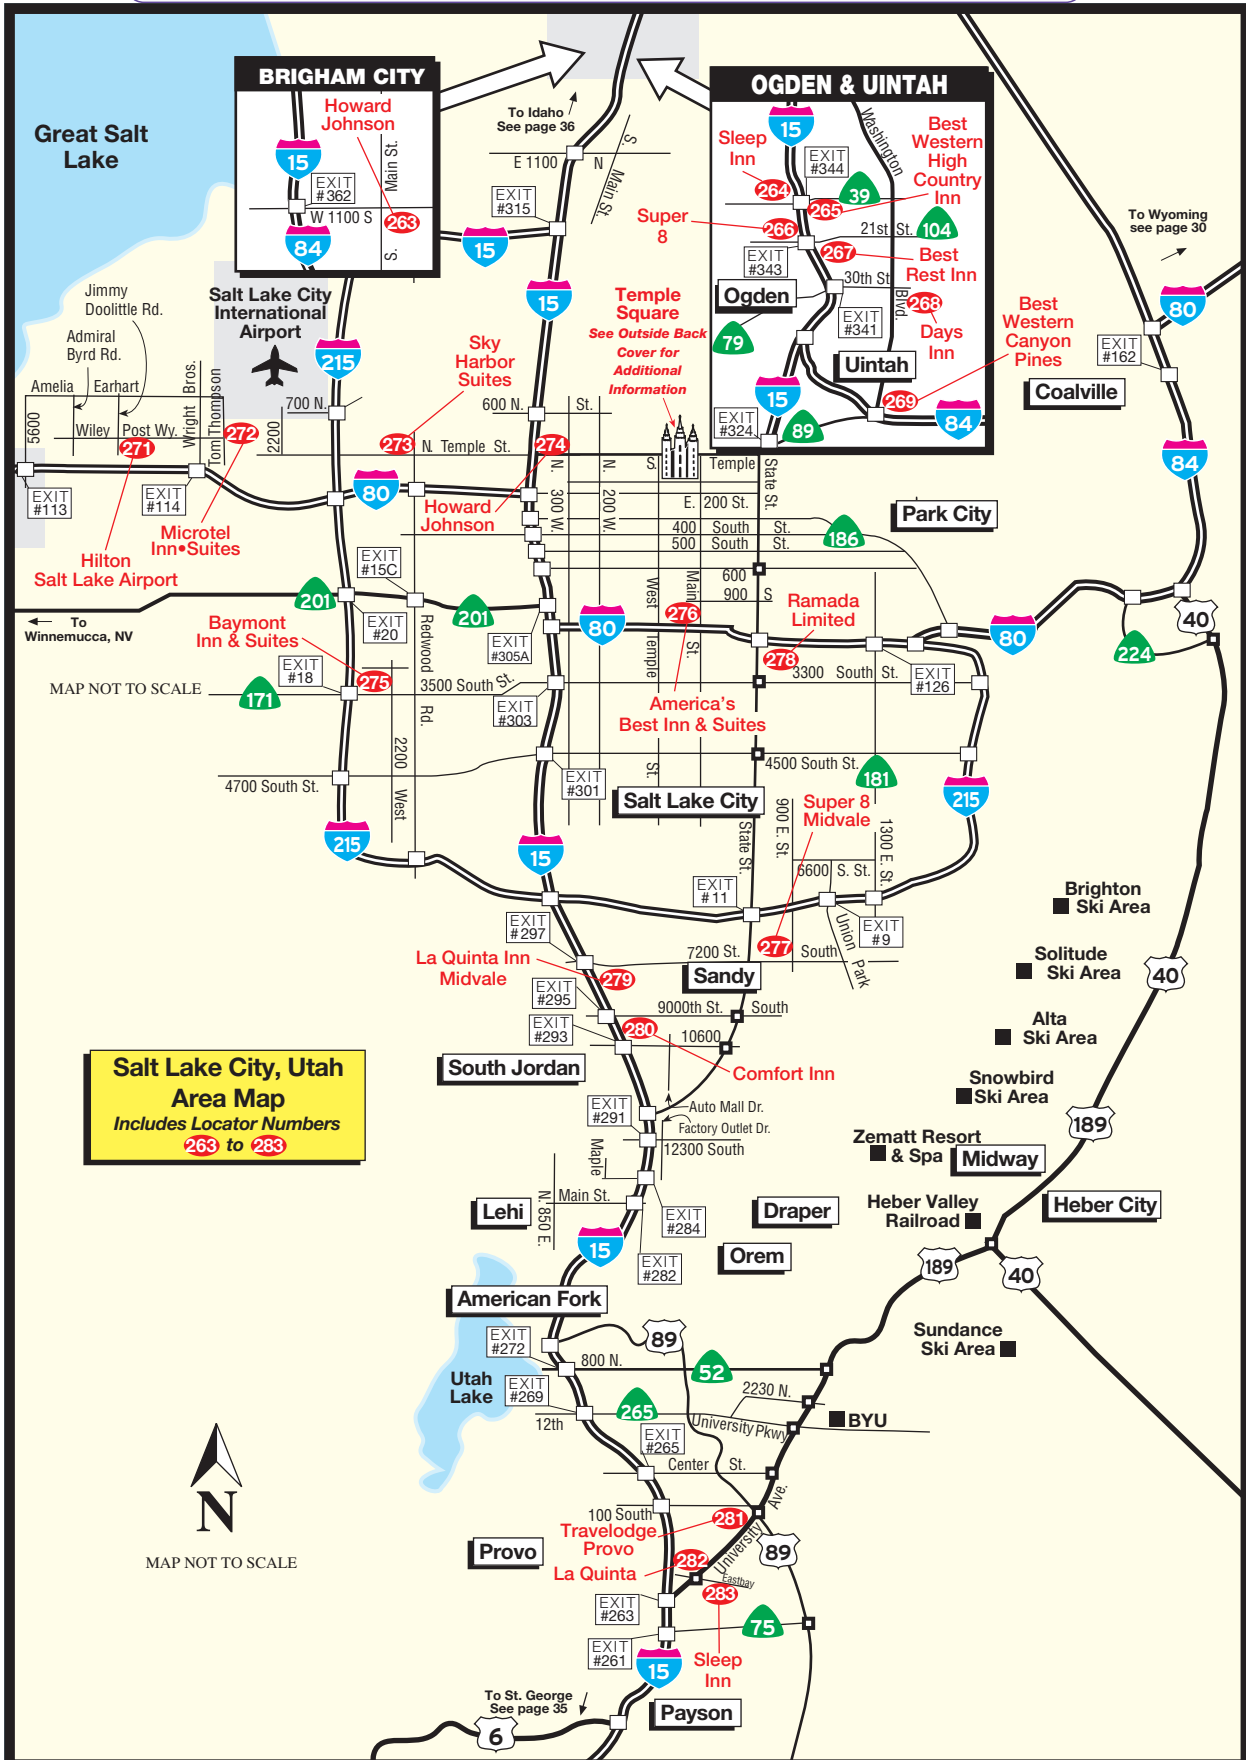 BRIGHAM CITY
Howard
Johnson
15
EXIT
#362
Main St.
W 1100 S
263
84
S.
OGDEN & UINTAH
15
Washington
Sleep
Inn
EXIT
#344
Best
Western
High
Country
Inn
264
39
265
Super
8
266
21st St.
104
EXIT
#343
267
Best
Rest Inn
Ogden
30th St.
Blvd.
268
Days
Inn
EXIT
#341
79
Uintah
Best
Western
Canyon
Pines
15
269
EXIT
#324
89
84
Great Salt
Lake
To Idaho
See page 36
E 1100
N
S.
Main St.
EXIT
#315
15
15
To Wyoming
see page 30
80
EXIT
#162
Coalville
84
Jimmy
Doolittle Rd.
Admiral
Byrd Rd.
Salt Lake City
International
Airport
215
Amelia
Earhart
Wright Bros.
Tom Thompson
5600
Wiley
Post Wy.
271
272
2200
700 N.
Sky
Harbor
Suites
Temple
Square
See Outside Back
Cover for
Additional
Information
600 N.
St.
273
N. Temple St.
274
S.
Temple
State St.
N.
300 W.
N.
200 W.
EXIT
#113
EXIT
#114
80
Howard
Johnson
E. 200 St.
400 South St.
500 South St.
186
Park City
Microtel
Inn•Suites
Hilton
Salt Lake Airport
EXIT
#15C
600
900 S
West
Temple
St.
Main
St.
276
201
201
To
Winnemucca, NV
EXIT
#20
Redwood
Rd.
EXIT
#305A
80
Ramada
Limited
80
40
224
Baymont
Inn & Suites
EXIT
#18
275
MAP NOT TO SCALE
171
3500 South St.
EXIT
#303
278
3300 South St.
EXIT
#126
America's
Best Inn & Suites
2200
West
4700 South St.
EXIT
#301
4500 South St.
181
215
Salt Lake City
215
15
State St.
900 E. St.
Super 8
Midvale
1300 E. St.
6600 S. St.
EXIT
#11
EXIT
#9
Union Park
EXIT
#297
7200 St.
South
277
Brighton
Ski Area
Solitude
Ski Area
40
La Quinta Inn
Midvale
279
Sandy
EXIT
#295
9000th St.
South
EXIT
#293
280
10600
Alta
Ski Area
South Jordan
Comfort Inn
Snowbird
Ski Area
Salt Lake City, Utah
Area Map
Includes Locator Numbers
263 to 283
EXIT
#291
Auto Mall Dr.
Factory Outlet Dr.
12300 South
Maple
189
Zematt Resort
& Spa
Midway
Lehi
N. 850 E.
Main St.
EXIT
#284
Draper
Heber Valley
Railroad
Heber City
15
EXIT
#282
Orem
189
40
American Fork
EXIT
#272
89
Sundance
Ski Area
800 N.
52
Utah
Lake
EXIT
#269
2230 N.
265
12th
University Pkwy
BYU
EXIT
#265
Center St.
N
MAP NOT TO SCALE
100 South
281
University
Ave.
Travelodge
Provo
Provo
La Quinta
282
89
Eastbay
283
EXIT
#263
75
EXIT
#261
15
Sleep
Inn
To St. George
See page 35
Payson
6